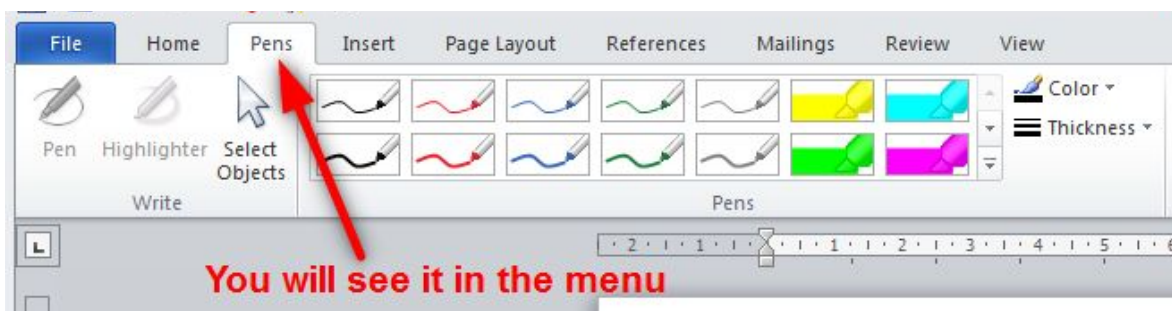 File Home Pens Insert Page Layout References Mailings Review View
Color
Thickness
Pen Highlighter Select
Objects
Write Pens
L 2 1 1 2 3 4 5 6
You will see it in the menu